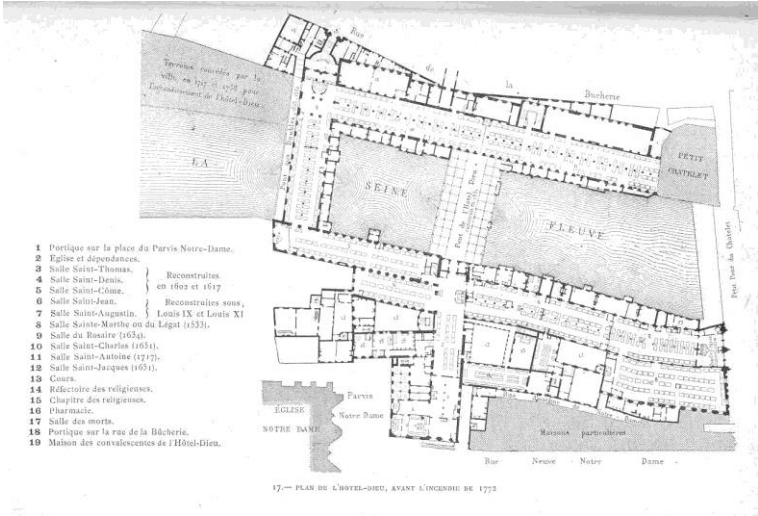 Rue
de
la
Bucherie
Terrains concédés par la
ville, en 1717 et 1738 pour
l'agrandissement de l'hôtel-Dieu.
LA
SEINE
FLEUVE
PETIT
CHATELET
Pont de l'Hôtel Dieu
Petit Pont du Chatelet
1 Portique sur la place du Parvis Notre-Dame.
2 Eglise et dépendances.
3 Salle Saint-Thomas.
4 Salle Saint-Denis.
5 Salle Saint-Côme.
Reconstruites
en 1602 et 1617
6 Salle Saint-Jean.
7 Salle Saint-Augustin.
Reconstruites sous
Louis IX et Louis XI
8 Salle Sainte-Marthe ou du Légat (1533).
9 Salle du Rosaire (1634).
10 Salle Saint-Charles (1651).
11 Salle Saint-Antoine (1717).
12 Salle Saint-Jacques (1651).
13 Cours.
14 Réfectoire des religieuses.
15 Chapitre des religieuses.
16 Pharmacie.
17 Salle des morts.
18 Portique sur la rue de la Bûcherie.
19 Maison des convalescentes de l'Hôtel-Dieu.
Parvis
Notre Dame
ÉGLISE
NOTRE DAME
Maisons particulières
Rue Neuve Notre Dame
17.— PLAN DE L'HÔTEL-DIEU, AVANT L'INCENDIE DE 1772